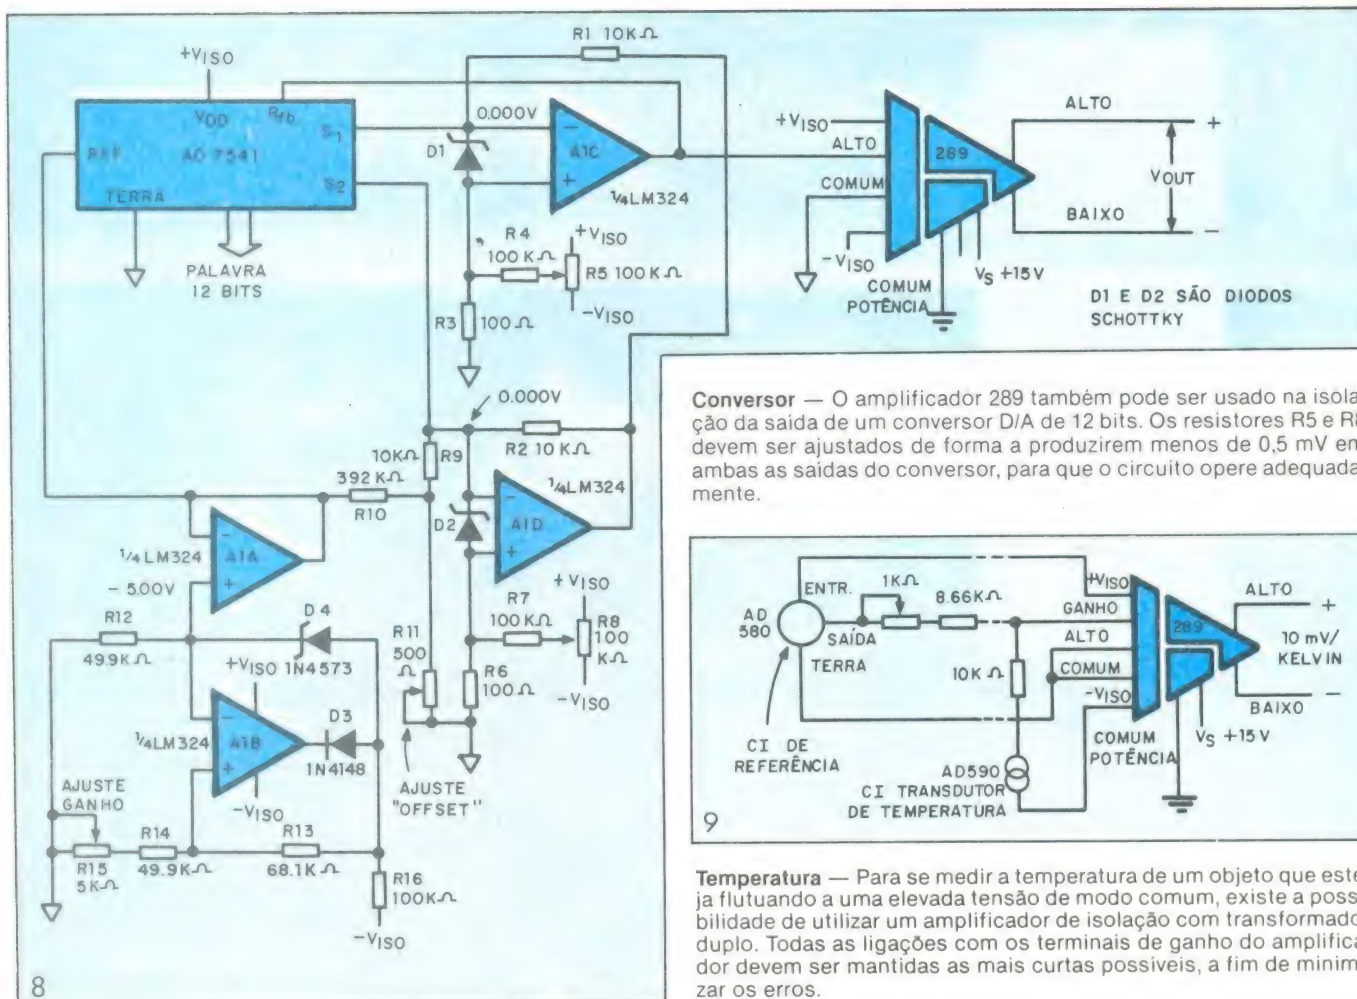 R1 10KΩ
+VISO
VDD
Rfb
AD 7541
REF
TERRA
S1
S2
0.000V
D1
A1C
¼LM324
PALAVRA
12 BITS
R4
100KΩ
+VISO
R5 100KΩ
-VISO
R3
100Ω
+VISO
ALTO
COMUM
-VISO
289
COMUM
POTÊNCIA
VS +15V
ALTO
VOUT
BAIXO
+
-
D1 E D2 SÃO DIODOS
SCHOTTKY
0.000V
R2 10KΩ
10KΩ
R9
392KΩ
R10
¼LM324
D2
A1D
¼LM324
A1A
-5.00V
R12
49.9KΩ
D4
1N4573
+VISO
¼LM324
A1B
D3
1N4148
-VISO
R7
100KΩ
+VISO
R8
100
KΩ
-VISO
R11
500
Ω
R6
100Ω
AJUSTE
"OFFSET"
AJUSTE
GANHO
R15
5KΩ
R14
49.9KΩ
R13
68.1KΩ
R16
100KΩ
-VISO
8
Conversor — O amplificador 289 também pode ser usado na isola-
ção da saída de um conversor D/A de 12 bits. Os resistores R5 e R8
devem ser ajustados de forma a produzirem menos de 0,5 mV em
ambas as saídas do conversor, para que o circuito opere adequada-
mente.
AD
580
ENTR.
SAÍDA
TERRA
1KΩ
8.66KΩ
10K
Ω
+VISO
GANHO
ALTO
COMUM
-VISO
289
COMUM
POTÊNCIA
VS +15V
ALTO
+
10 mV/
KELVIN
-
BAIXO
CI DE
REFERÊNCIA
AD590
CI TRANSDUTOR
DE TEMPERATURA
9
Temperatura — Para se medir a temperatura de um objeto que este-
ja flutuando a uma elevada tensão de modo comum, existe a possi-
bilidade de utilizar um amplificador de isolação com transformador
duplo. Todas as ligações com os terminais de ganho do amplifica-
dor devem ser mantidas as mais curtas possíveis, a fim de minimi-
zar os erros.